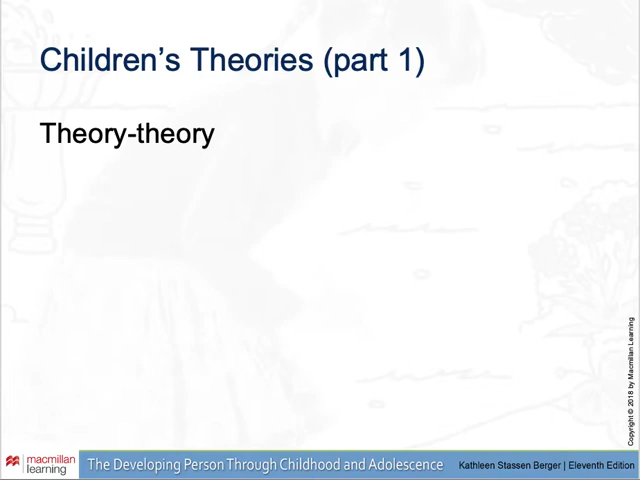 Children's Theories (part 1)
Theory-theory
Copyright © 2018 by Macmillan Learning
macmillan
learning
The Developing Person Through Childhood and Adolescence
Kathleen Stassen Berger | Eleventh Edition